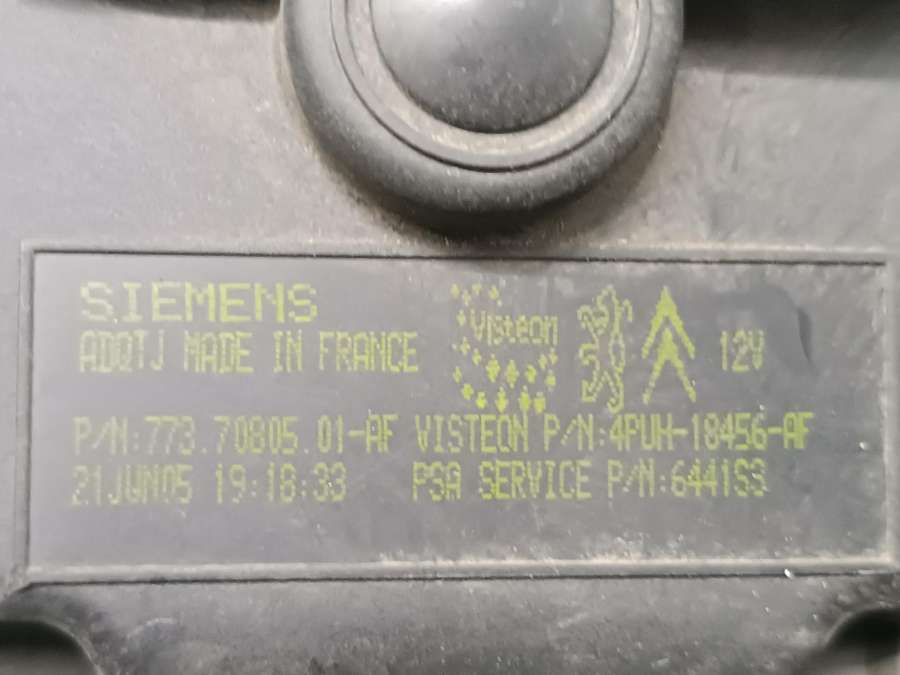 SIEMENS
ADQTJ MADE IN FRANCE
Visteon
12V
P/N:773.70805.01-AF VISTEON P/N:4PUH-18456-AF
21JUN05 19:18:33 PSA SERVICE P/N:6441S3